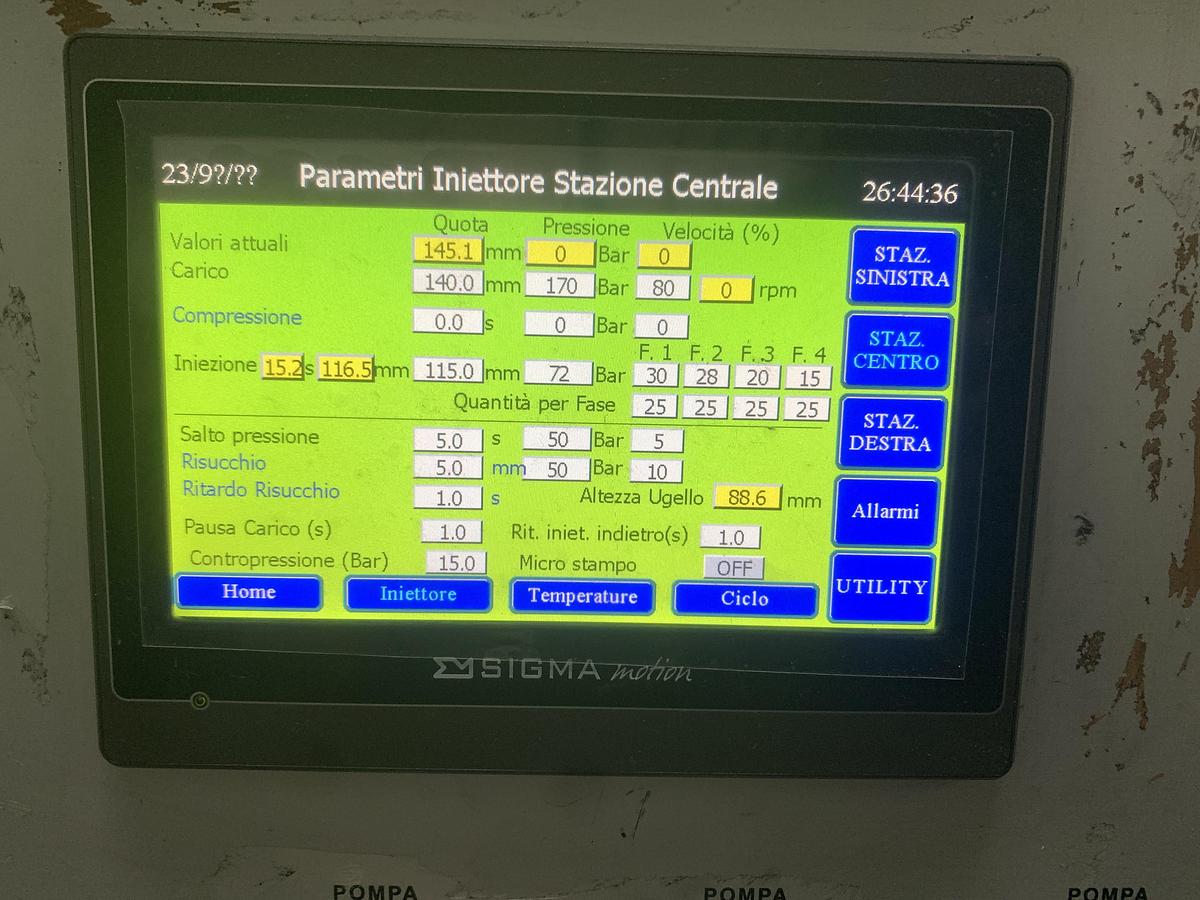 23/9?/?? Parametri Iniettore Stazione Centrale 26:44:36
Quota Pressione Velocità (%)
Valori attuali 145.1 mm 0 Bar 0
Carico 140.0 mm 170 Bar 80 0 rpm
Compressione 0.0 s 0 Bar 0
F. 1 F. 2 F. 3 F. 4
Iniezione 15.2 s 116.5 mm 115.0 mm 72 Bar 30 28 20 15
Quantità per Fase 25 25 25 25
Salto pressione 5.0 s 50 Bar 5
Risucchio 5.0 mm 50 Bar 10
Ritardo Risucchio 1.0 s Altezza Ugello 88.6 mm
Pausa Carico (s) 1.0 Rit. iniet. indietro(s) 1.0
Contropressione (Bar) 15.0 Micro stampo OFF
Home Iniettore Temperature Ciclo
STAZ.
SINISTRA
STAZ.
CENTRO
STAZ.
DESTRA
Allarmi
UTILITY
SIGMA motion
POMPA POMPA POMPA